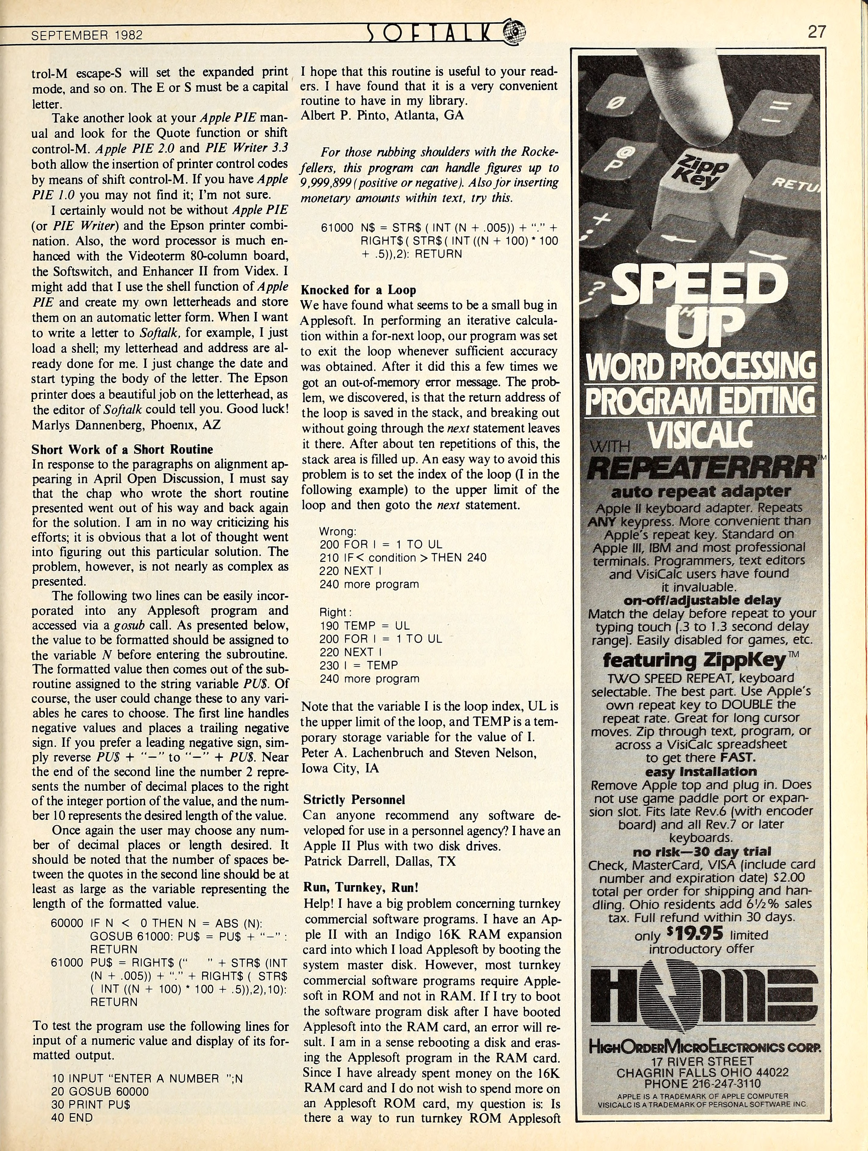 SEPTEMBER 1982
SOFTALK
27
trol-M escape-S will set the expanded print
mode, and so on. The E or S must be a capital
letter.
Take another look at your Apple PIE man-
ual and look for the Quote function or shift
control-M. Apple PIE 2.0 and PIE Writer 3.3
both allow the insertion of printer control codes
by means of shift control-M. If you have Apple
PIE 1.0 you may not find it; I'm not sure.
I certainly would not be without Apple PIE
(or PIE Writer) and the Epson printer combi-
nation. Also, the word processor is much en-
hanced with the Videoterm 80-column board,
the Softswitch, and Enhancer II from Videx. I
might add that I use the shell function of Apple
PIE and create my own letterheads and store
them on an automatic letter form. When I want
to write a letter to Softalk, for example, I just
load a shell; my letterhead and address are al-
ready done for me. I just change the date and
start typing the body of the letter. The Epson
printer does a beautiful job on the letterhead, as
the editor of Softalk could tell you. Good luck!
Marlys Dannenberg, Phoenix, AZ
Short Work of a Short Routine
In response to the paragraphs on alignment ap-
pearing in April Open Discussion, I must say
that the chap who wrote the short routine
presented went out of his way and back again
for the solution. I am in no way criticizing his
efforts; it is obvious that a lot of thought went
into figuring out this particular solution. The
problem, however, is not nearly as complex as
presented.
The following two lines can be easily incor-
porated into any Applesoft program and
accessed via a gosub call. As presented below,
the value to be formatted should be assigned to
the variable N before entering the subroutine.
The formatted value then comes out of the sub-
routine assigned to the string variable PU$. Of
course, the user could change these to any vari-
ables he cares to choose. The first line handles
negative values and places a trailing negative
sign. If you prefer a leading negative sign, sim-
ply reverse PU$ + "–" to "–" + PU$. Near
the end of the second line the number 2 repre-
sents the number of decimal places to the right
of the integer portion of the value, and the num-
ber 10 represents the desired length of the value.
Once again the user may choose any num-
ber of decimal places or length desired. It
should be noted that the number of spaces be-
tween the quotes in the second line should be at
least as large as the variable representing the
length of the formatted value.
60000 IF N < 0 THEN N = ABS (N):
GOSUB 61000: PU$ = PU$ + "–" :
RETURN
61000 PU$ = RIGHT$ (" " + STR$ (INT
(N + .005)) + "." + RIGHT$ ( STR$
( INT ((N + 100) * 100 + .5)),2),10):
RETURN
To test the program use the following lines for
input of a numeric value and display of its for-
matted output.
10 INPUT "ENTER A NUMBER ";N
20 GOSUB 60000
30 PRINT PU$
40 END
I hope that this routine is useful to your read-
ers. I have found that it is a very convenient
routine to have in my library.
Albert P. Pinto, Atlanta, GA
For those rubbing shoulders with the Rocke-
fellers, this program can handle figures up to
9,999,899 (positive or negative). Also for inserting
monetary amounts within text, try this.
61000 N$ = STR$ ( INT (N + .005)) + "." +
RIGHT$ ( STR$ ( INT ((N + 100) * 100
+ .5)),2): RETURN
Knocked for a Loop
We have found what seems to be a small bug in
Applesoft. In performing an iterative calcula-
tion within a for-next loop, our program was set
to exit the loop whenever sufficient accuracy
was obtained. After it did this a few times we
got an out-of-memory error message. The prob-
lem, we discovered, is that the return address of
the loop is saved in the stack, and breaking out
without going through the next statement leaves
it there. After about ten repetitions of this, the
stack area is filled up. An easy way to avoid this
problem is to set the index of the loop (I in the
following example) to the upper limit of the
loop and then goto the next statement.
Wrong:
200 FOR I = 1 TO UL
210 IF < condition > THEN 240
220 NEXT I
240 more program
Right :
190 TEMP = UL
200 FOR I = 1 TO UL
220 NEXT I
230 I = TEMP
240 more program
Note that the variable I is the loop index, UL is
the upper limit of the loop, and TEMP is a tem-
porary storage variable for the value of I.
Peter A. Lachenbruch and Steven Nelson,
Iowa City, IA
Strictly Personnel
Can anyone recommend any software de-
veloped for use in a personnel agency? I have an
Apple II Plus with two disk drives.
Patrick Darrell, Dallas, TX
Run, Turnkey, Run!
Help! I have a big problem concerning turnkey
commercial software programs. I have an Ap-
ple II with an Indigo 16K RAM expansion
card into which I load Applesoft by booting the
system master disk. However, most turnkey
commercial software programs require Apple-
soft in ROM and not in RAM. If I try to boot
the software program disk after I have booted
Applesoft into the RAM card, an error will re-
sult. I am in a sense rebooting a disk and eras-
ing the Applesoft program in the RAM card.
Since I have already spent money on the 16K
RAM card and I do not wish to spend more on
an Applesoft ROM card, my question is: Is
there a way to run turnkey ROM Applesoft
Ø
=
@
P
Zipp
Key
RETU
+
;
←
→
?
SPEED
UP
WORD PROCESSING
PROGRAM EDITING
VISICALC
WITH
REPEATERRRR™
auto repeat adapter
Apple II keyboard adapter. Repeats
ANY keypress. More convenient than
Apple's repeat key. Standard on
Apple III, IBM and most professional
terminals. Programmers, text editors
and VisiCalc users have found
it invaluable.
on-off/adjustable delay
Match the delay before repeat to your
typing touch (.3 to 1.3 second delay
range). Easily disabled for games, etc.
featuring ZippKey™
TWO SPEED REPEAT, keyboard
selectable. The best part. Use Apple's
own repeat key to DOUBLE the
repeat rate. Great for long cursor
moves. Zip through text, program, or
across a VisiCalc spreadsheet
to get there FAST.
easy installation
Remove Apple top and plug in. Does
not use game paddle port or expan-
sion slot. Fits late Rev.6 (with encoder
board) and all Rev.7 or later
keyboards.
no risk—30 day trial
Check, MasterCard, VISA (include card
number and expiration date) $2.00
total per order for shipping and han-
dling. Ohio residents add 6½% sales
tax. Full refund within 30 days.
only $19.95 limited
introductory offer
HOME
HIGH ORDER MICRO ELECTRONICS CORP.
17 RIVER STREET
CHAGRIN FALLS OHIO 44022
PHONE 216-247-3110
APPLE IS A TRADEMARK OF APPLE COMPUTER
VISICALC IS A TRADEMARK OF PERSONAL SOFTWARE INC.